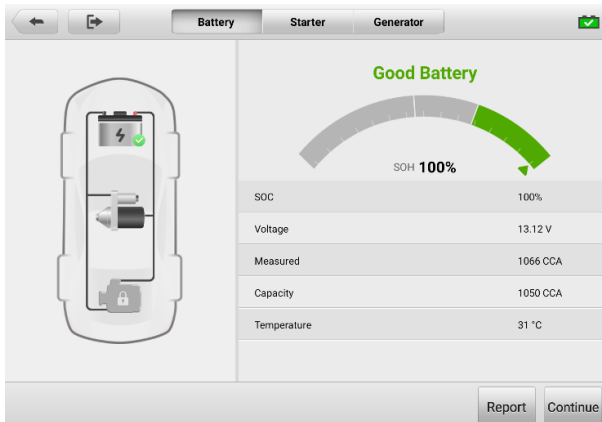 Battery Starter Generator
Good Battery
SOH 100%
SOC 100%
Voltage 13.12 V
Measured 1066 CCA
Capacity 1050 CCA
Temperature 31 °C
Report Continue